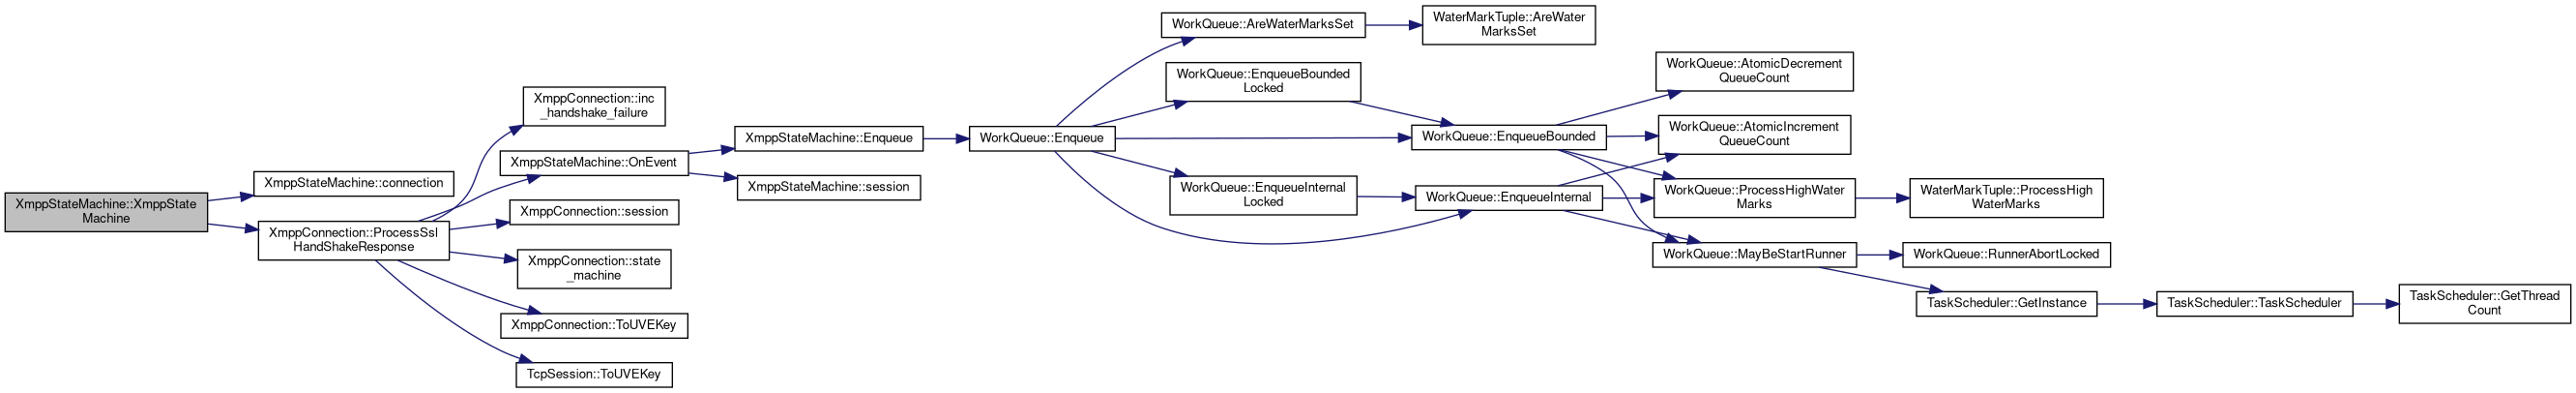 XmppStateMachine::XmppState
Machine
XmppStateMachine::connection
XmppConnection::ProcessSsl
HandShakeResponse
XmppConnection::inc
_handshake_failure
XmppStateMachine::OnEvent
XmppConnection::session
XmppConnection::state
_machine
XmppConnection::ToUVEKey
TcpSession::ToUVEKey
XmppStateMachine::Enqueue
XmppStateMachine::session
WorkQueue::Enqueue
WorkQueue::AreWaterMarksSet
WorkQueue::EnqueueBounded
Locked
WorkQueue::EnqueueInternal
Locked
WaterMarkTuple::AreWater
MarksSet
WorkQueue::EnqueueBounded
WorkQueue::EnqueueInternal
WorkQueue::AtomicDecrement
QueueCount
WorkQueue::AtomicIncrement
QueueCount
WorkQueue::ProcessHighWater
Marks
WorkQueue::MayBeStartRunner
WaterMarkTuple::ProcessHigh
WaterMarks
WorkQueue::RunnerAbortLocked
TaskScheduler::GetInstance
TaskScheduler::TaskScheduler
TaskScheduler::GetThread
Count